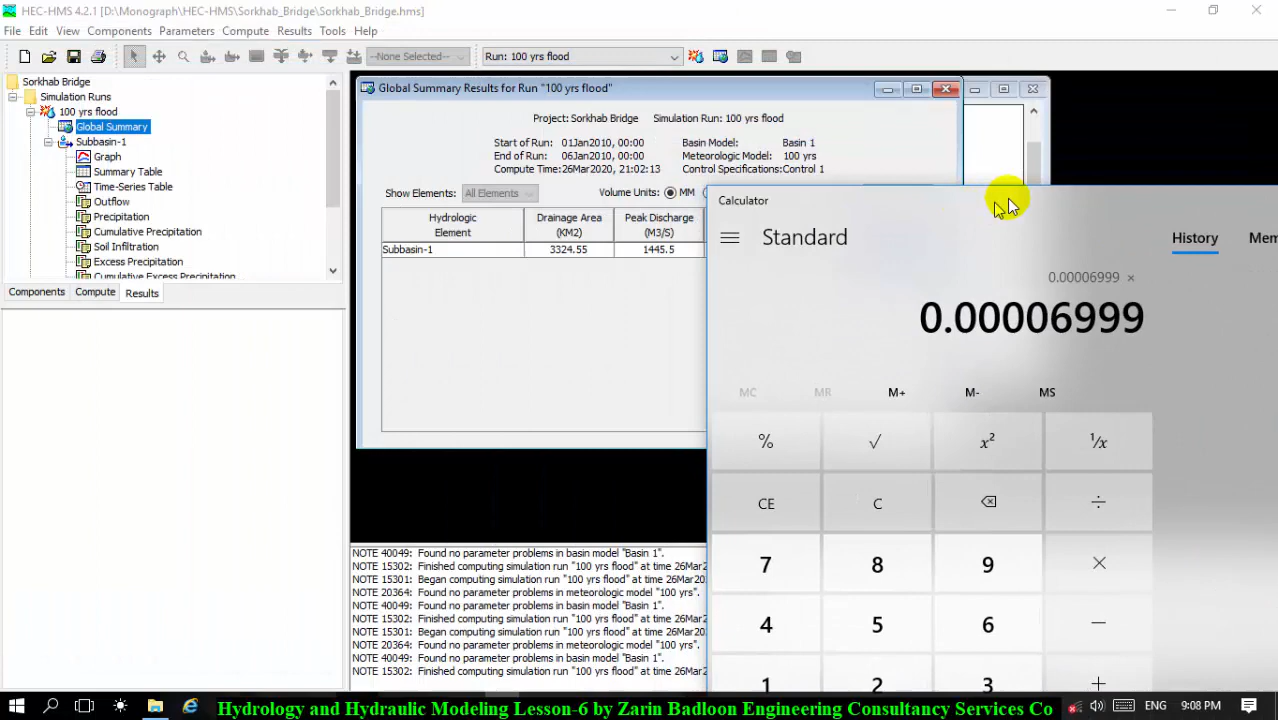 HEC-HMS 4.2.1 [D:\Monograph\HEC-HMS\Sorkhab_Bridge\Sorkhab_Bridge.hms]
File Edit View Components Parameters Compute Results Tools Help
--None Selected-- Run: 100 yrs flood
Sorkhab Bridge
Simulation Runs
100 yrs flood
Global Summary
Subbasin-1
Graph
Summary Table
Time-Series Table
Outflow
Precipitation
Cumulative Precipitation
Soil Infiltration
Excess Precipitation
Cumulative Excess Precipitation
Components Compute Results
Global Summary Results for Run "100 yrs flood"
Project: Sorkhab Bridge Simulation Run: 100 yrs flood
Start of Run: 01Jan2010, 00:00 Basin Model: Basin 1
End of Run: 06Jan2010, 00:00 Meteorologic Model: 100 yrs
Compute Time:26Mar2020, 21:02:13 Control Specifications:Control 1
Show Elements: All Elements Volume Units: MM
Hydrologic Element Drainage Area (KM2) Peak Discharge (M3/S)
Subbasin-1 3324.55 1445.5
Calculator
Standard History Mem
0.00006999 ×
0.00006999
MC MR M+ M- MS
% √ x² ¹/x
CE C ÷
7 8 9 ×
4 5 6 −
1 2 3 +
NOTE 40049: Found no parameter problems in basin model "Basin 1".
NOTE 15302: Finished computing simulation run "100 yrs flood" at time 26Mar20
NOTE 15301: Began computing simulation run "100 yrs flood" at time 26Mar202
NOTE 20364: Found no parameter problems in meteorologic model "100 yrs".
NOTE 40049: Found no parameter problems in basin model "Basin 1".
NOTE 15302: Finished computing simulation run "100 yrs flood" at time 26Mar20
NOTE 15301: Began computing simulation run "100 yrs flood" at time 26Mar202
NOTE 20364: Found no parameter problems in meteorologic model "100 yrs".
NOTE 40049: Found no parameter problems in basin model "Basin 1".
NOTE 15302: Finished computing simulation run "100 yrs flood" at time 26Mar20
Hydrology and Hydraulic Modeling Lesson-6 by Zarin Badloon Engineering Consultancy Services Co
ENG 9:08 PM